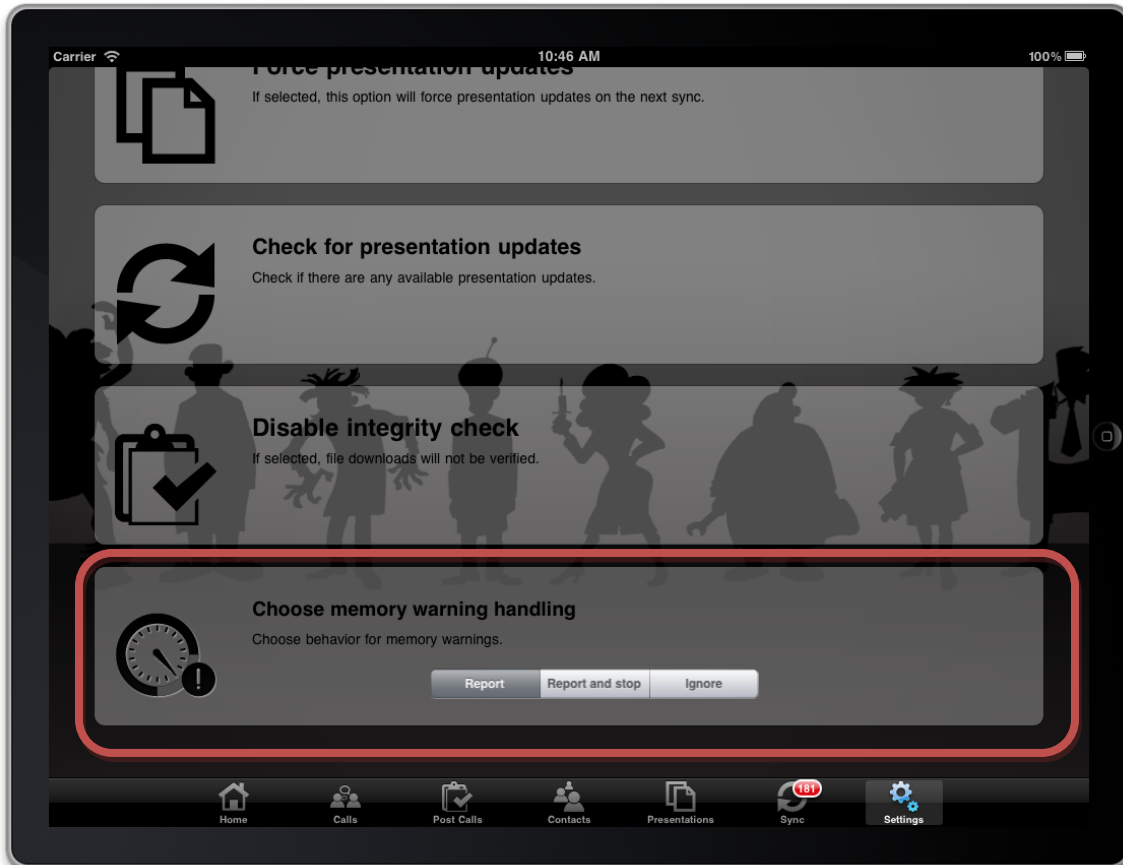 Carrier 10:46 AM 100%
Force presentation updates
If selected, this option will force presentation updates on the next sync.
Check for presentation updates
Check if there are any available presentation updates.
Disable integrity check
If selected, file downloads will not be verified.
Choose memory warning handling
Choose behavior for memory warnings.
Report Report and stop Ignore
181
Home Calls Post Calls Contacts Presentations Sync Settings